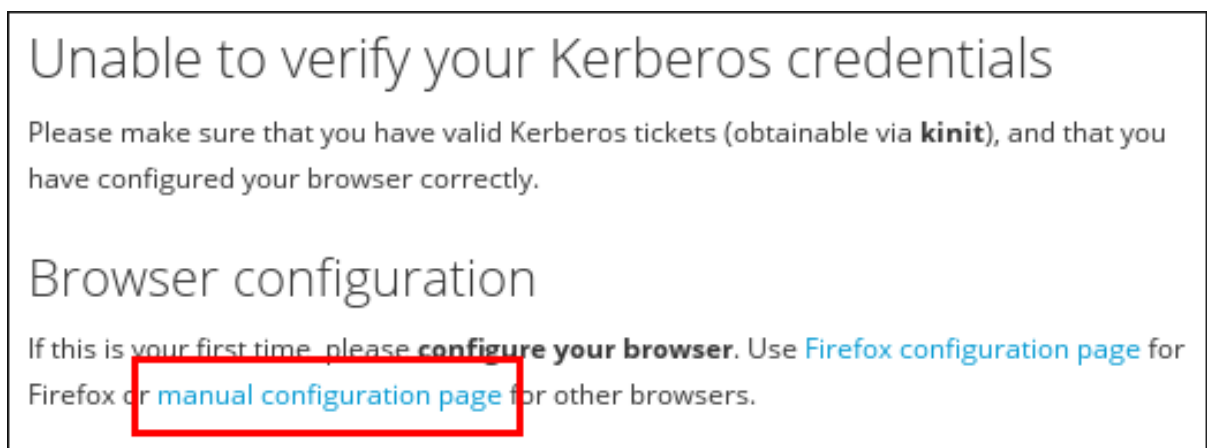 Unable to verify your Kerberos credentials
Please make sure that you have valid Kerberos tickets (obtainable via kinit), and that you
have configured your browser correctly.
Browser configuration
If this is your first time, please configure your browser. Use Firefox configuration page for
Firefox or manual configuration page for other browsers.